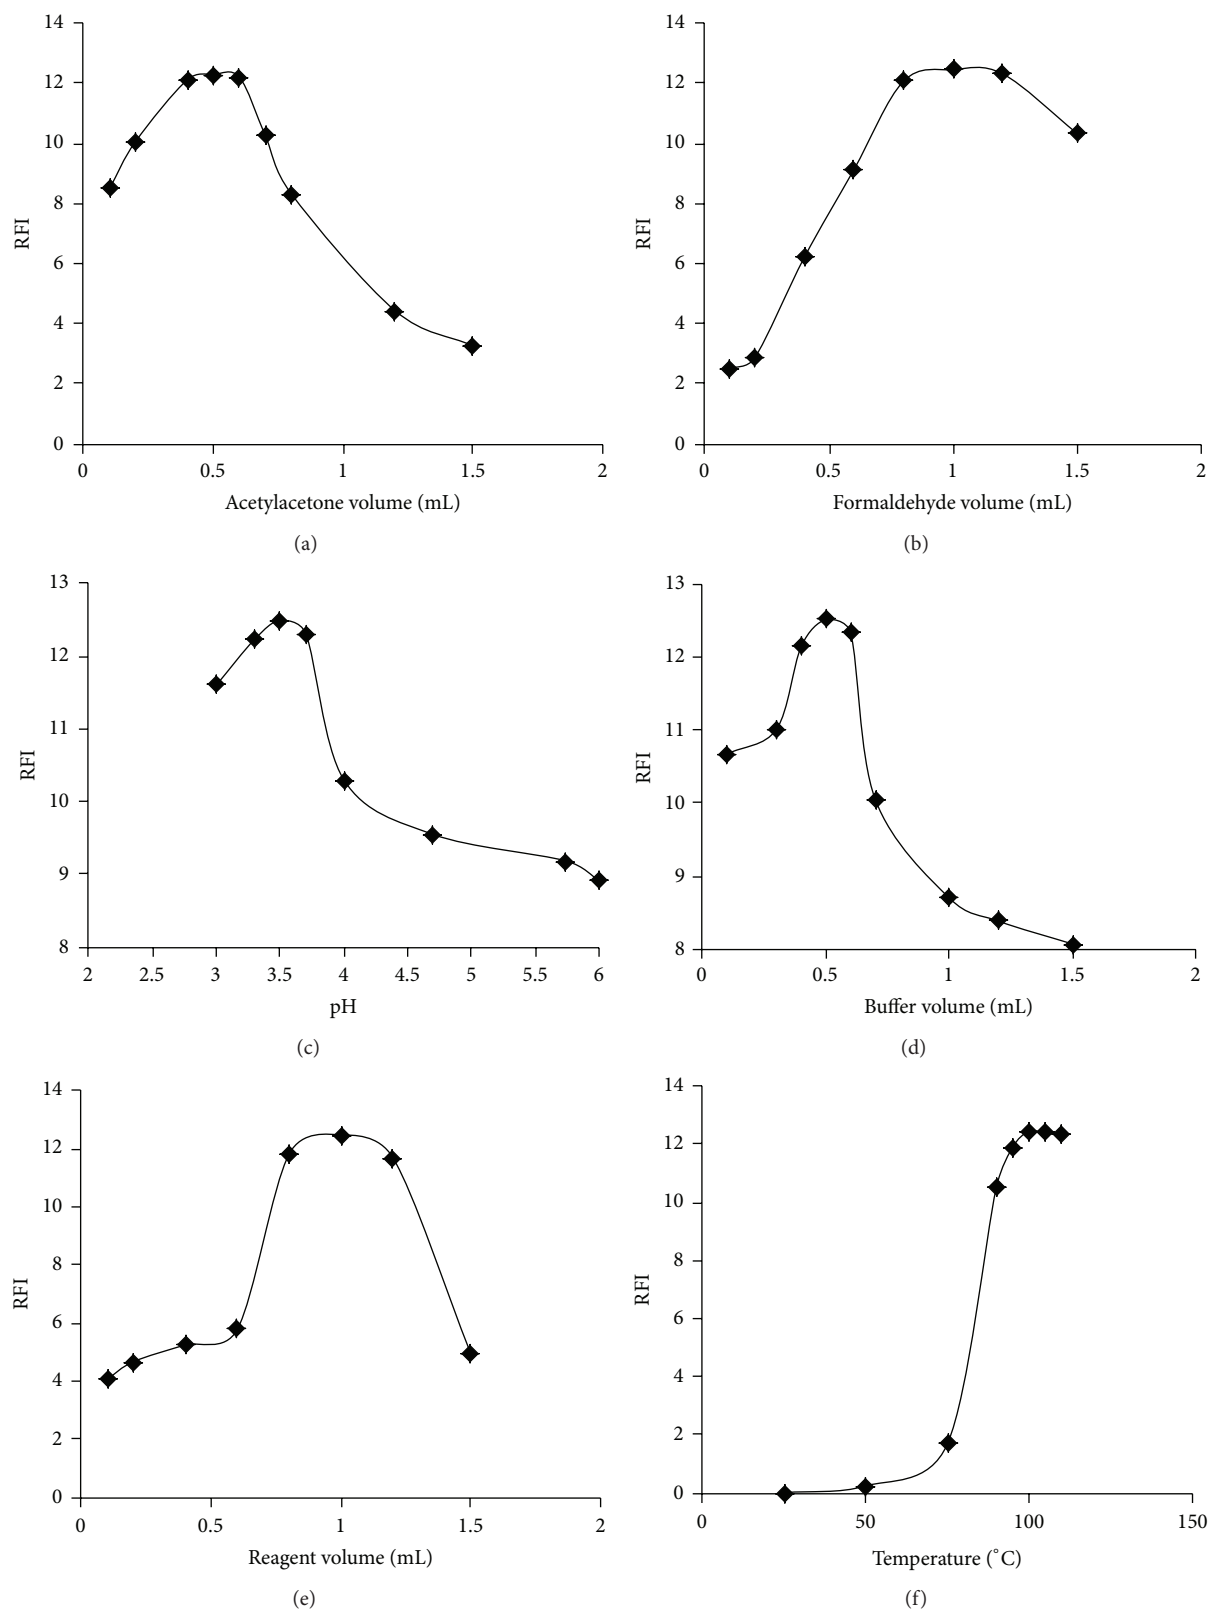 14
12
10
8
6
4
2
0
RFI
0 0.5 1 1.5 2
Acetylacetone volume (mL)
(a)
14
12
10
8
6
4
2
0
RFI
0 0.5 1 1.5 2
Formaldehyde volume (mL)
(b)
13
12
11
10
9
8
RFI
2 2.5 3 3.5 4 4.5 5 5.5 6
pH
(c)
13
12
11
10
9
8
RFI
0 0.5 1 1.5 2
Buffer volume (mL)
(d)
14
12
10
8
6
4
2
0
RFI
0 0.5 1 1.5 2
Reagent volume (mL)
(e)
14
12
10
8
6
4
2
0
RFI
0 50 100 150
Temperature (°C)
(f)